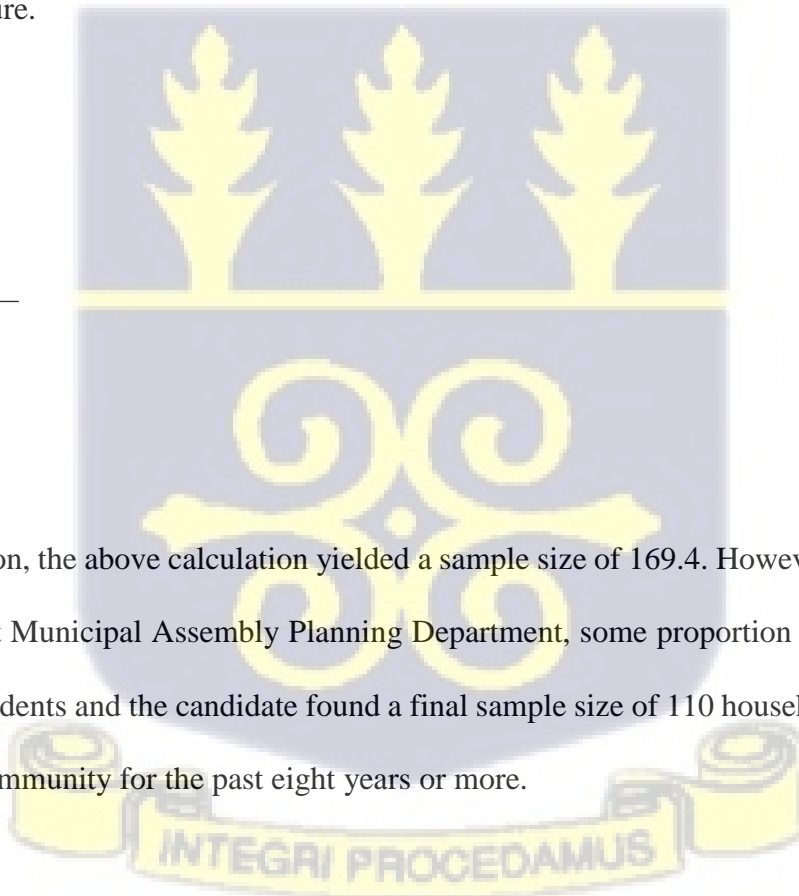 ure.
on, the above calculation yielded a sample size of 169.4. Howev
Municipal Assembly Planning Department, some proportion
dents and the candidate found a final sample size of 110 househ
mmunity for the past eight years or more.
INTEGRI PROCEDAMUS